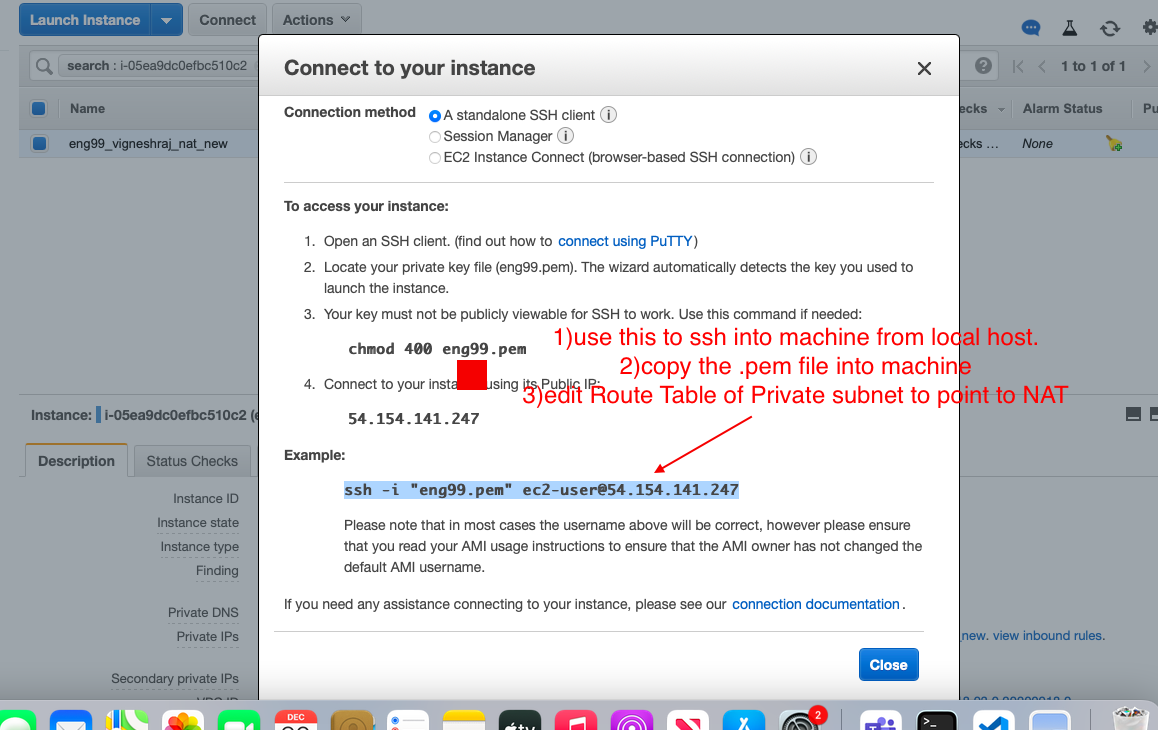 Launch Instance
Connect
Actions
search : i-05ea9dc0efbc510c2
1 to 1 of 1
Name
ecks
Alarm Status
Pu
eng99_vigneshraj_nat_new
ecks ...
None
Connect to your instance
Connection method
A standalone SSH client
Session Manager
EC2 Instance Connect (browser-based SSH connection)
To access your instance:
1. Open an SSH client. (find out how to connect using PuTTY)
2. Locate your private key file (eng99.pem). The wizard automatically detects the key you used to
launch the instance.
3. Your key must not be publicly viewable for SSH to work. Use this command if needed:
chmod 400 eng99.pem
1)use this to ssh into machine from local host.
2)copy the .pem file into machine
3)edit Route Table of Private subnet to point to NAT
4. Connect to your insta using its Public IP:
54.154.141.247
Example:
ssh -i "eng99.pem" ec2-user@54.154.141.247
Please note that in most cases the username above will be correct, however please ensure
that you read your AMI usage instructions to ensure that the AMI owner has not changed the
default AMI username.
If you need any assistance connecting to your instance, please see our connection documentation.
Close
Instance: i-05ea9dc0efbc510c2 (e
Description
Status Checks
Instance ID
Instance state
Instance type
Finding
Private DNS
Private IPs
_new. view inbound rules.
Secondary private IPs
DEC
2
tv